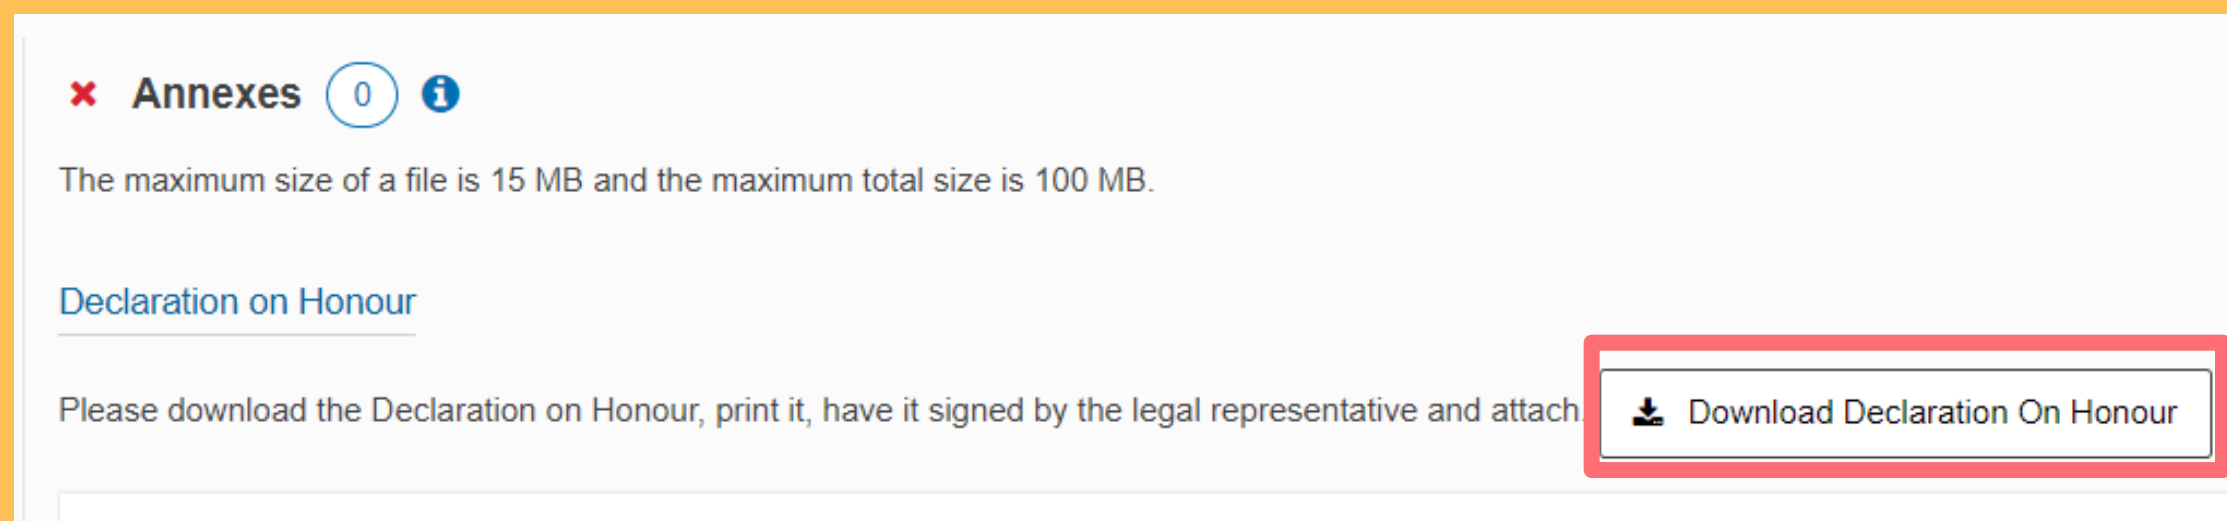 Annexes 0
The maximum size of a file is 15 MB and the maximum total size is 100 MB.
Declaration on Honour
Please download the Declaration on Honour, print it, have it signed by the legal representative and attach. Download Declaration On Honour